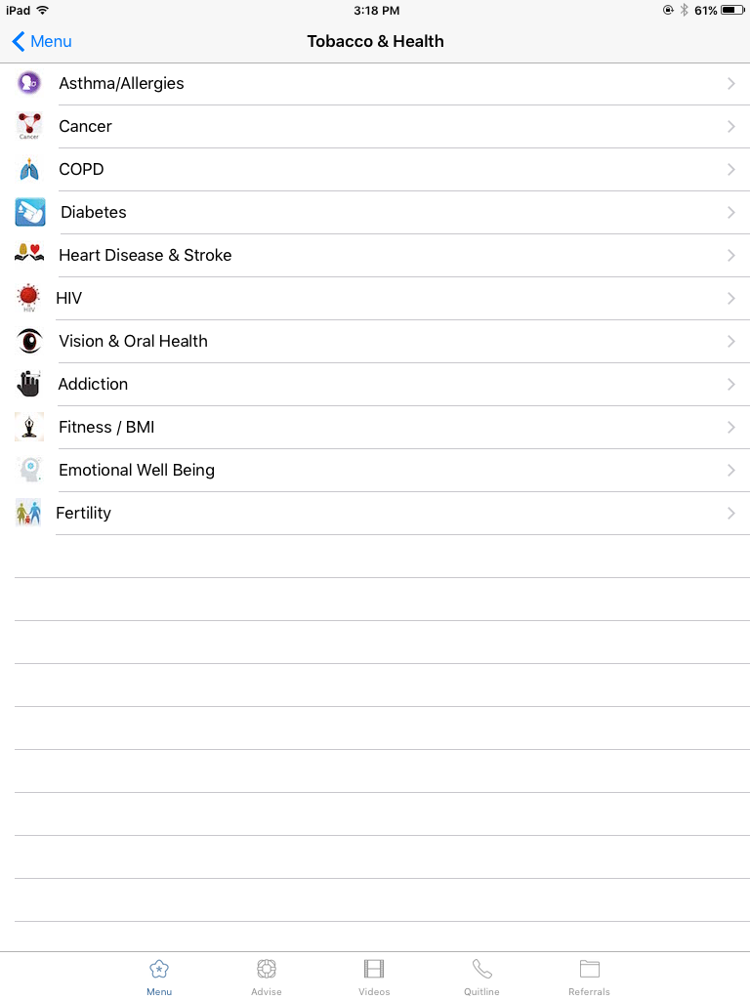 iPad 3:18 PM 61%
Menu Tobacco & Health
Asthma/Allergies
Cancer
Cancer
COPD
Diabetes
Heart Disease & Stroke
HIV
HIV
Vision & Oral Health
Addiction
Fitness / BMI
Emotional Well Being
Fertility
Menu Advise Videos Quitline Referrals